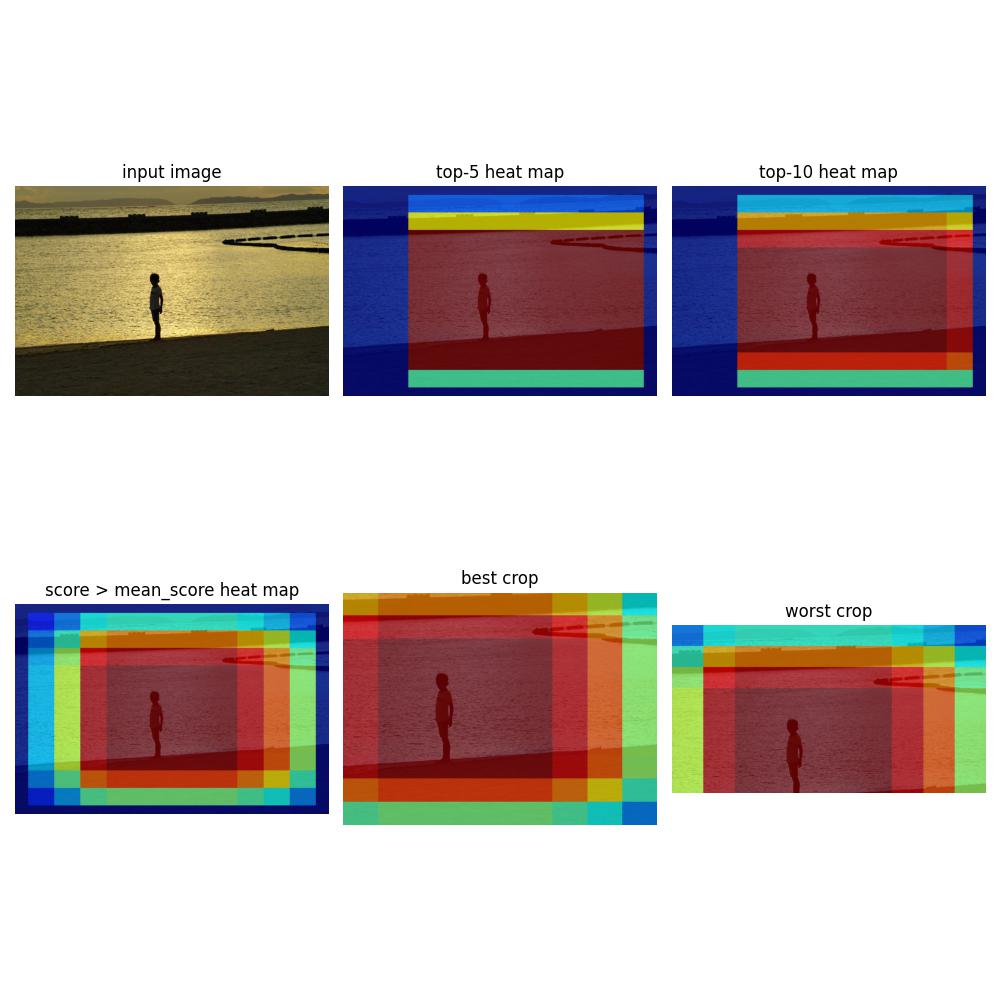 input image
top-5 heat map
top-10 heat map
score > mean_score heat map
best crop
worst crop